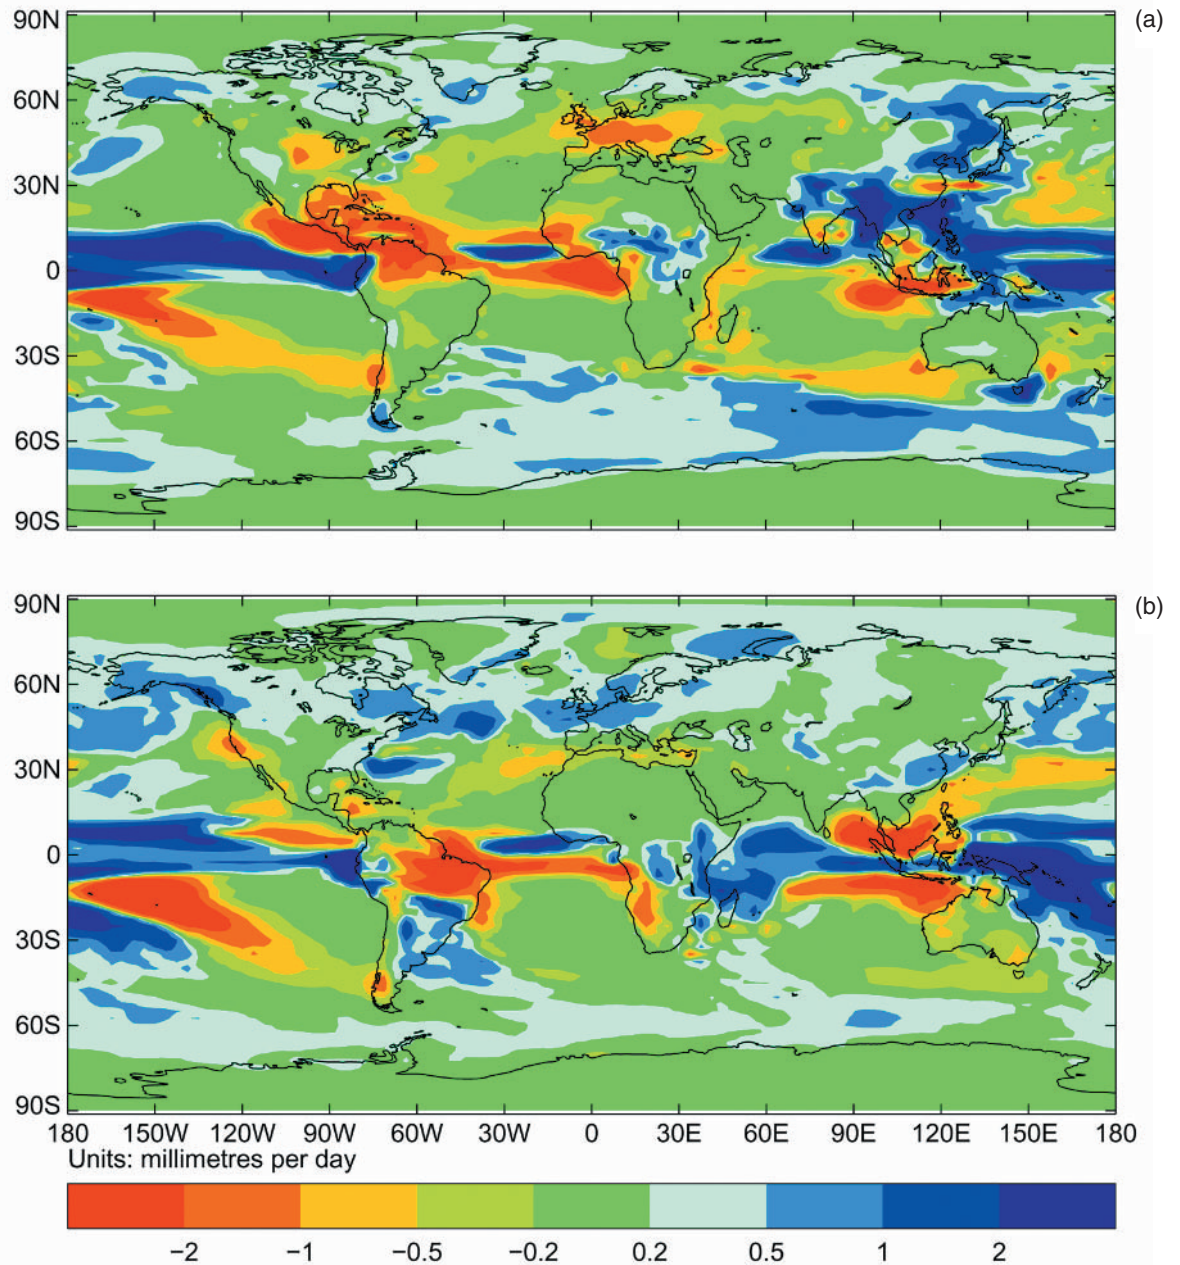 (a)
90N
60N
30N
0
30S
60S
90S
(b)
90N
60N
30N
0
30S
60S
90S
180 150W 120W 90W 60W 30W 0 30E 60E 90E 120E 150E 180
Units: millimetres per day
−2 −1 −0.5 −0.2 0.2 0.5 1 2